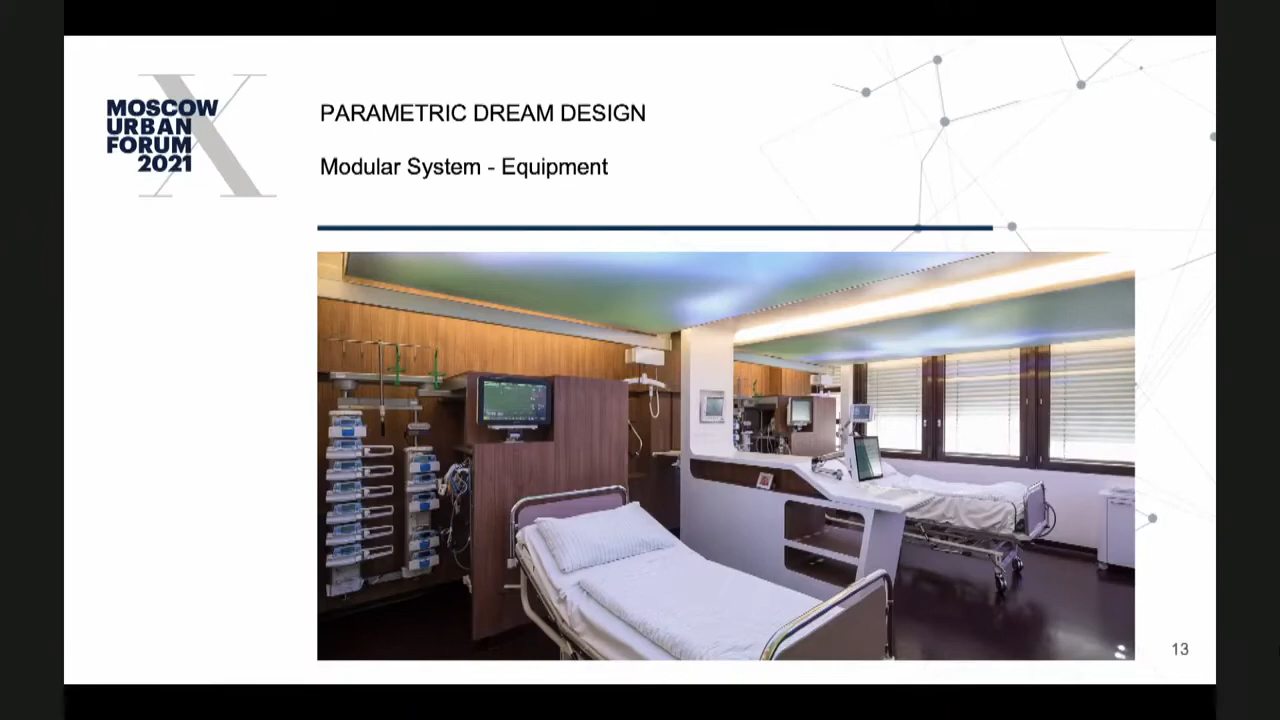 MOSCOW
URBAN
FORUM
2021
PARAMETRIC DREAM DESIGN
Modular System - Equipment
13